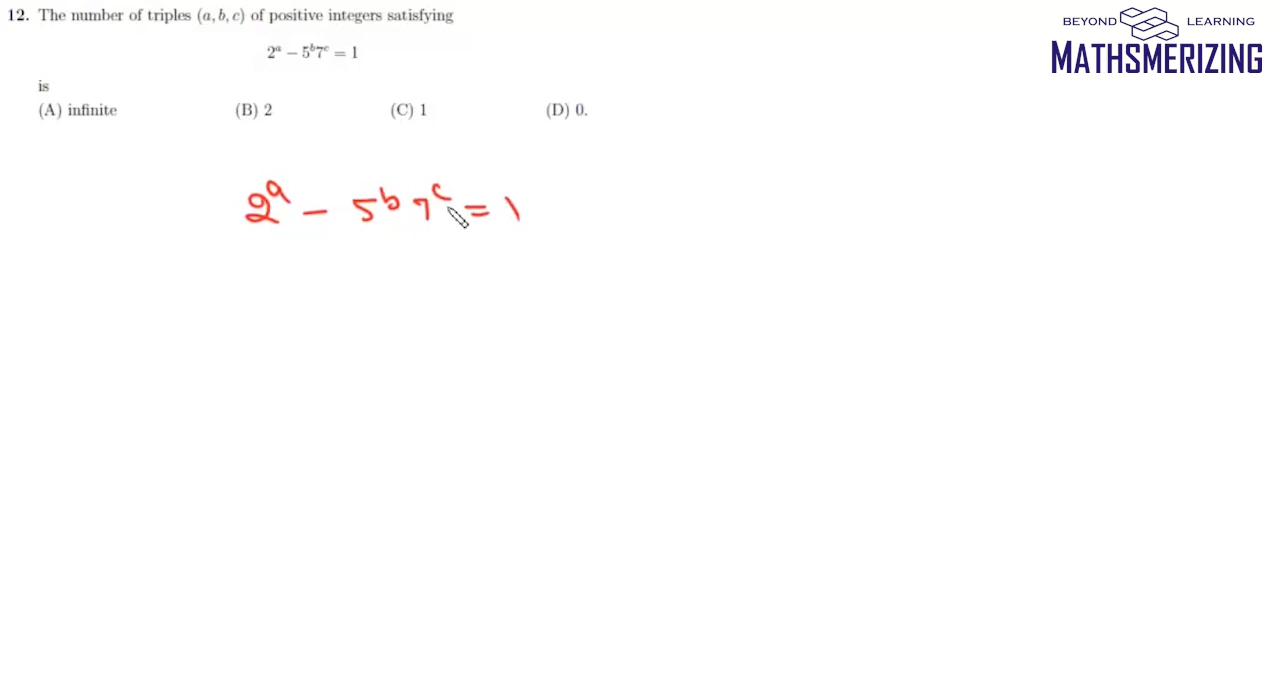 12. The number of triples (a, b, c) of positive integers satisfying
2^a − 5^b7^c = 1
is
(A) infinite (B) 2 (C) 1 (D) 0.
BEYOND LEARNING
MATHSMERIZING
2^a − 5^b 7^c = 1